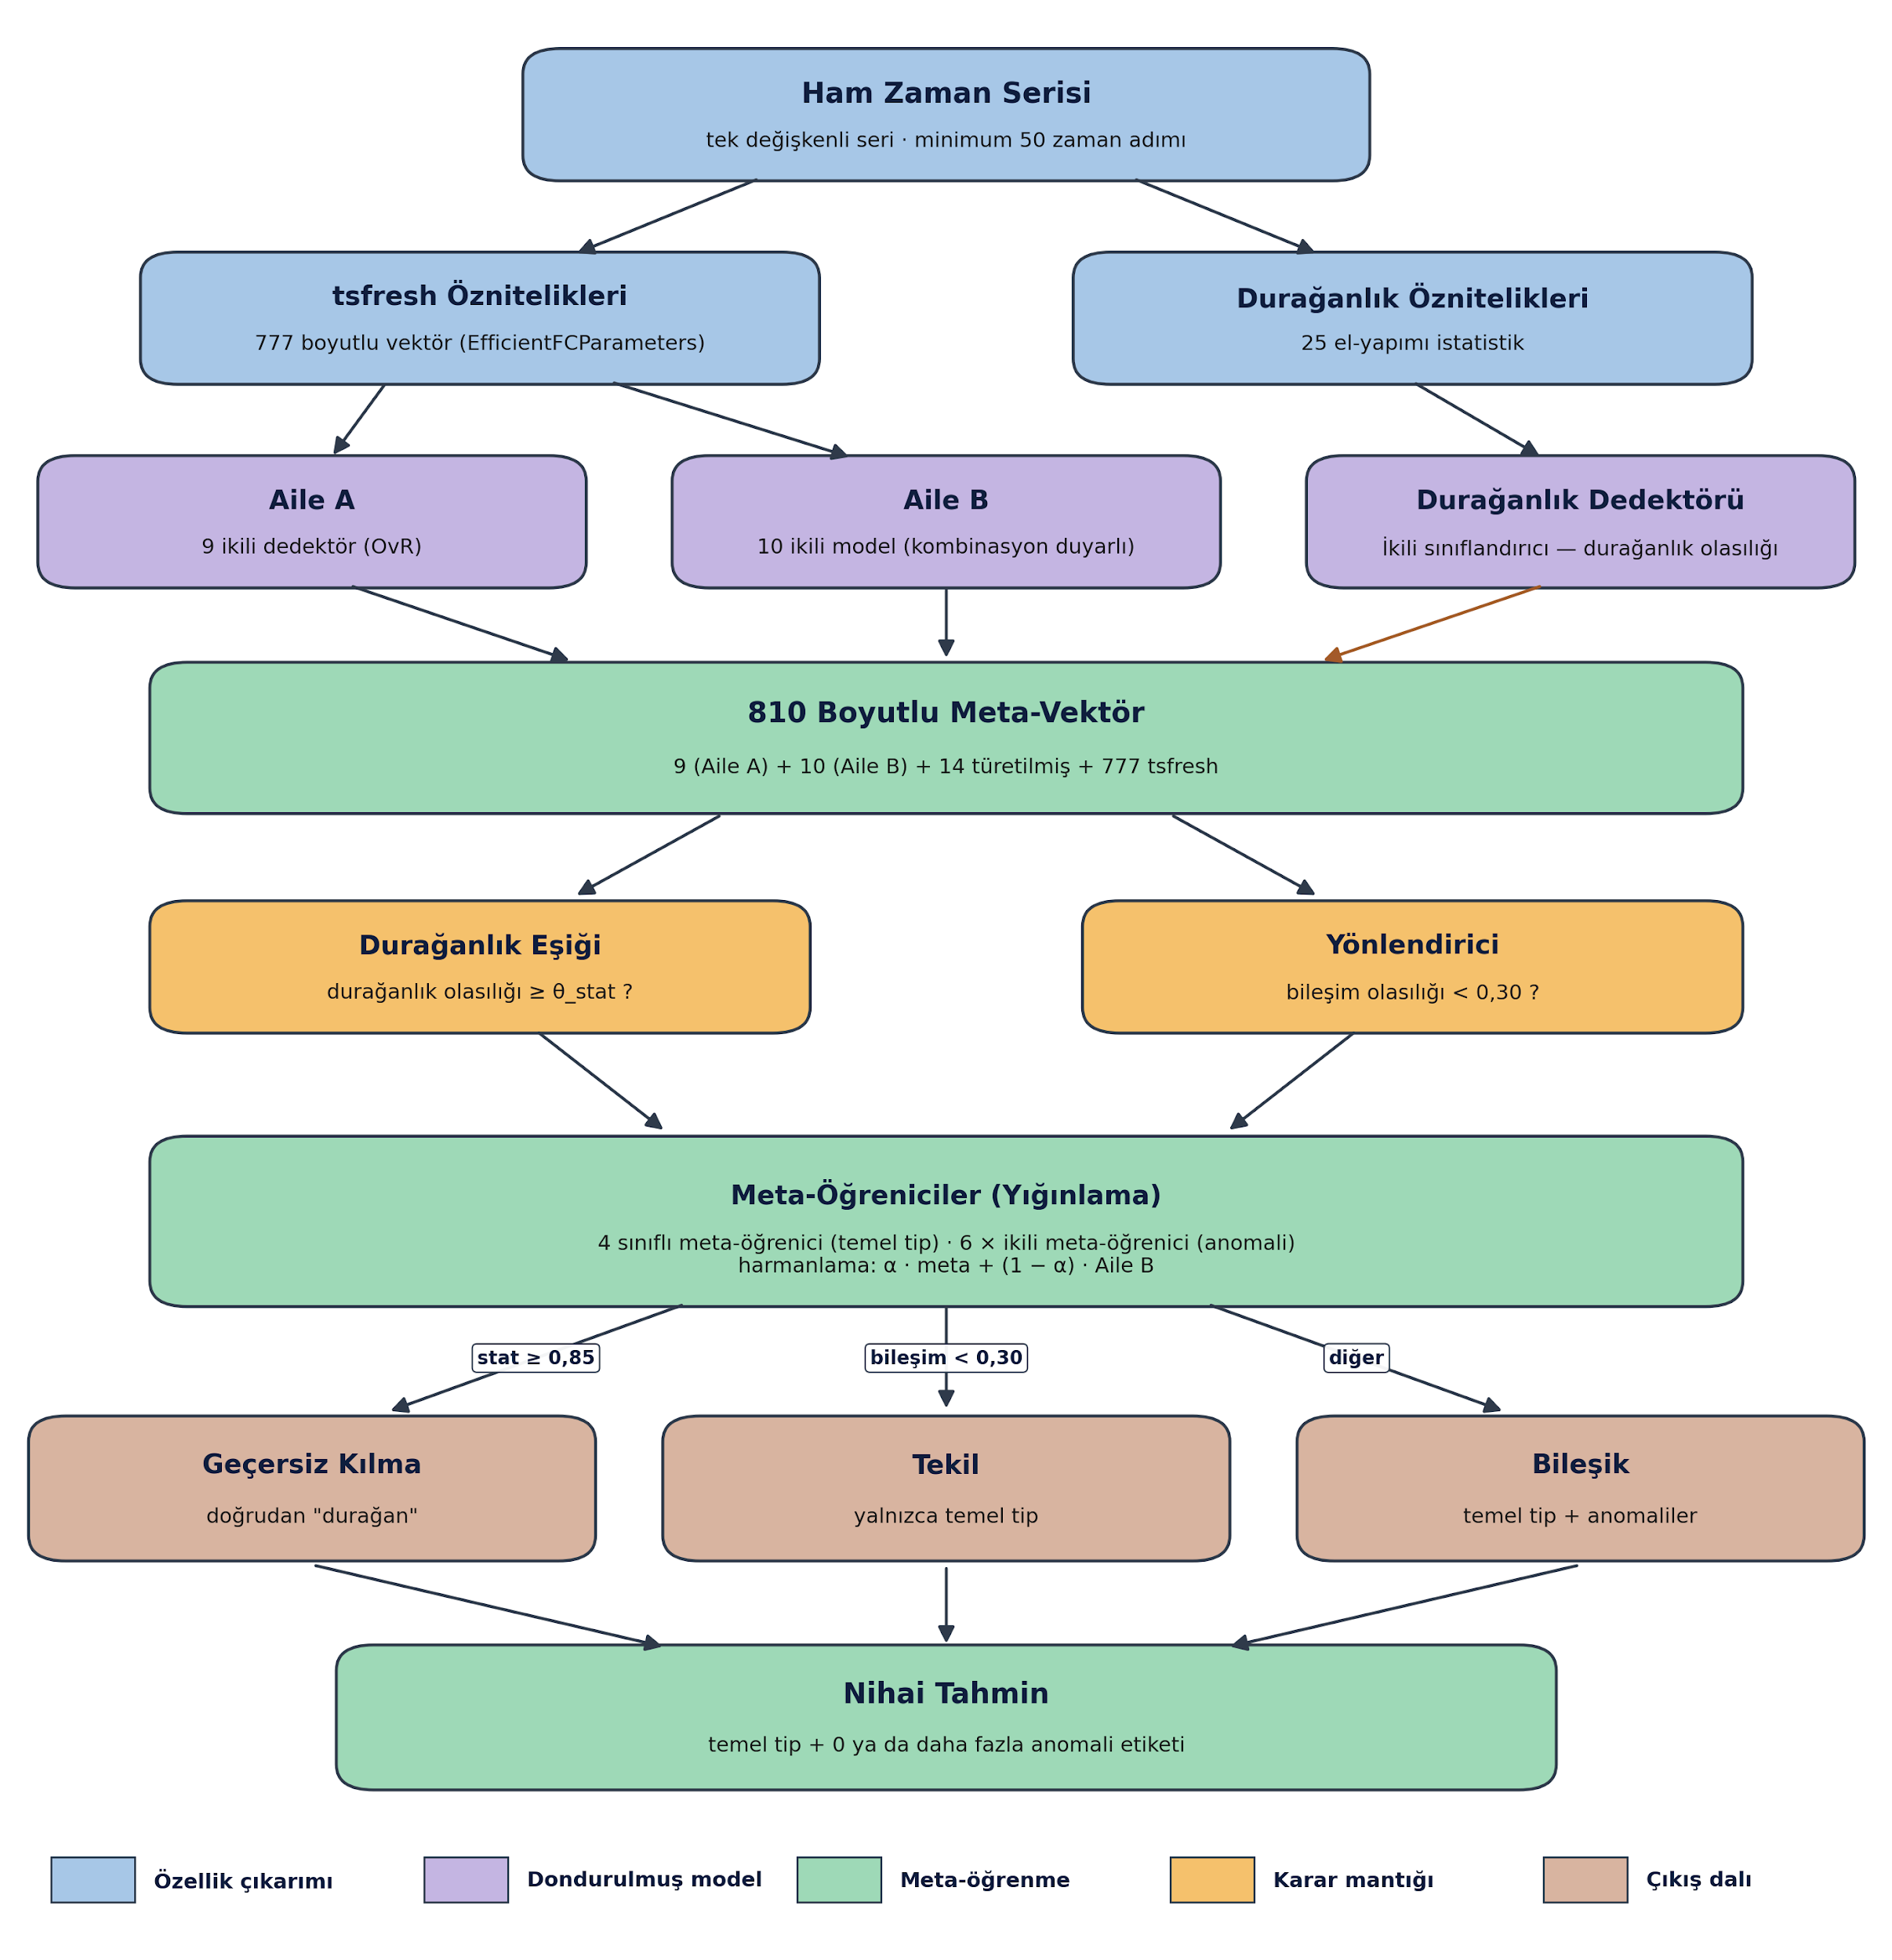 Ham Zaman Serisi
tek değişkenli seri · minimum 50 zaman adımı
tsfresh Öznitelikleri
777 boyutlu vektör (EfficientFCParameters)
Durağanlık Öznitelikleri
25 el-yapımı istatistik
Aile A
9 ikili dedektör (OvR)
Aile B
10 ikili model (kombinasyon duyarlı)
Durağanlık Dedektörü
İkili sınıflandırıcı — durağanlık olasılığı
810 Boyutlu Meta-Vektör
9 (Aile A) + 10 (Aile B) + 14 türetilmiş + 777 tsfresh
Durağanlık Eşiği
durağanlık olasılığı ≥ θ_stat ?
Yönlendirici
bileşim olasılığı < 0,30 ?
Meta-Öğreniciler (Yığınlama)
4 sınıflı meta-öğrenici (temel tip) · 6 × ikili meta-öğrenici (anomali)
harmanlama: α · meta + (1 − α) · Aile B
stat ≥ 0,85
bileşim < 0,30
diğer
Geçersiz Kılma
doğrudan "durağan"
Tekil
yalnızca temel tip
Bileşik
temel tip + anomaliler
Nihai Tahmin
temel tip + 0 ya da daha fazla anomali etiketi
Özellik çıkarımı
Dondurulmuş model
Meta-öğrenme
Karar mantığı
Çıkış dalı